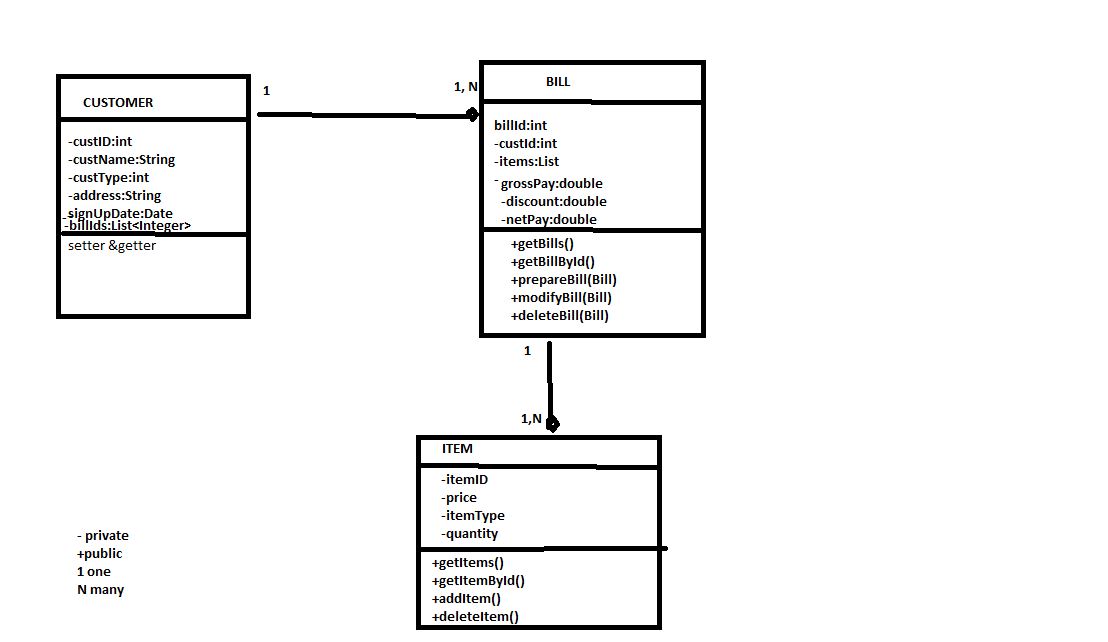 CUSTOMER
-custID:int
-custName:String
-custType:int
-address:String
-signUpDate:Date
-billIds:List<Integer>
setter &getter
1
1, N
BILL
billId:int
-custId:int
-items:List
- grossPay:double
-discount:double
-netPay:double
+getBills()
+getBillById()
+prepareBill(Bill)
+modifyBill(Bill)
+deleteBill(Bill)
1
1,N
ITEM
-itemID
-price
-itemType
-quantity
+getItems()
+getItemById()
+addItem()
+deleteItem()
- private
+public
1 one
N many